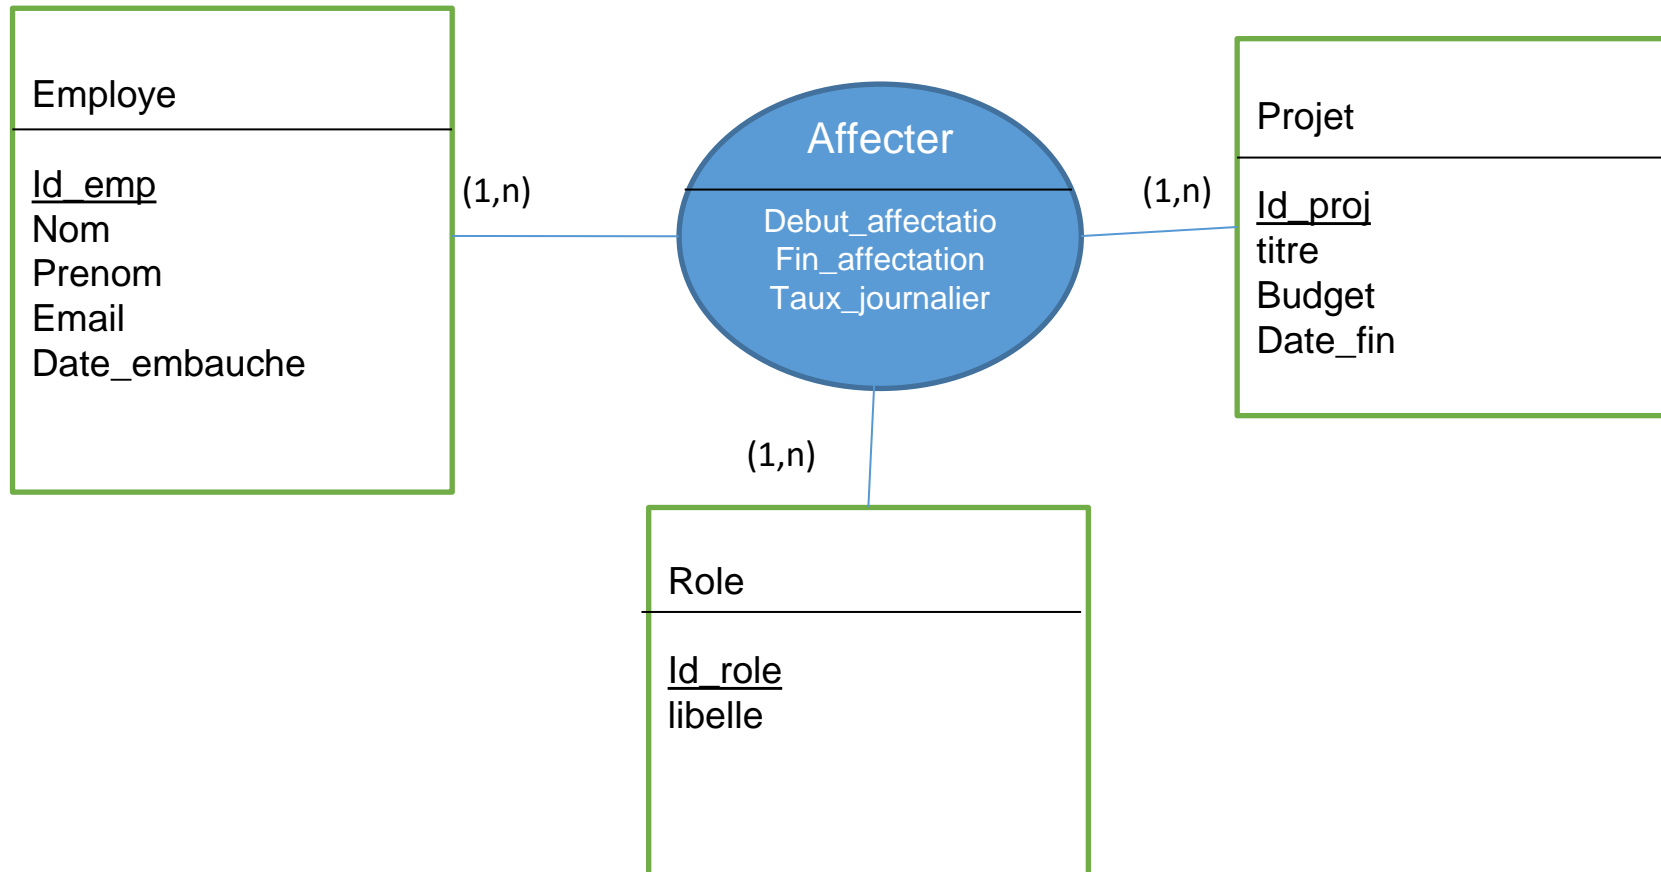 Employe
Id_emp
Nom
Prenom
Email
Date_embauche
(1,n)
Affecter
Debut_affectatio
Fin_affectation
Taux_journalier
(1,n)
Projet
Id_proj
titre
Budget
Date_fin
(1,n)
Role
Id_role
libelle